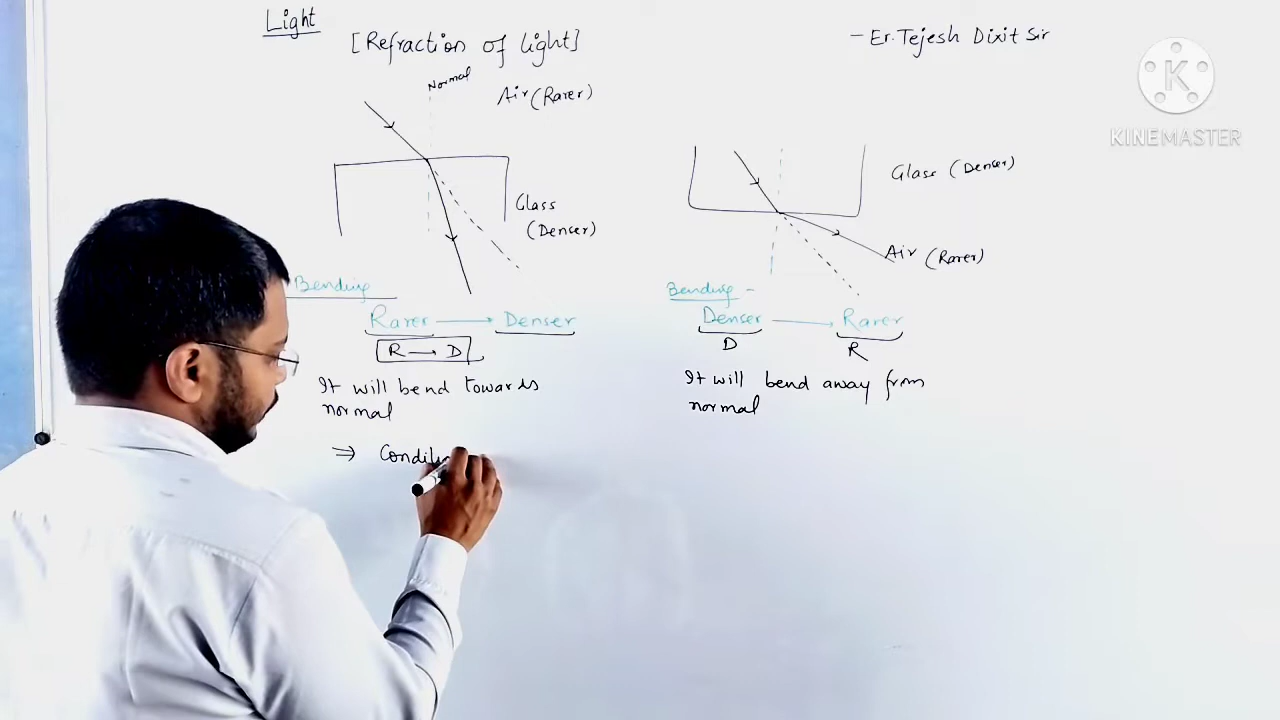 Light
[Refraction of light]
- Er. Tejesh Dixit Sir
Normal
Air (Rarer)
K
KINEMASTER
Glass
(Denser)
Bending
Rarer → Denser
R → D
It will bend towards
normal
⇒
Glass (Denser)
Air (Rarer)
Bending -
Denser → Rarer
D R
It will bend away from
normal